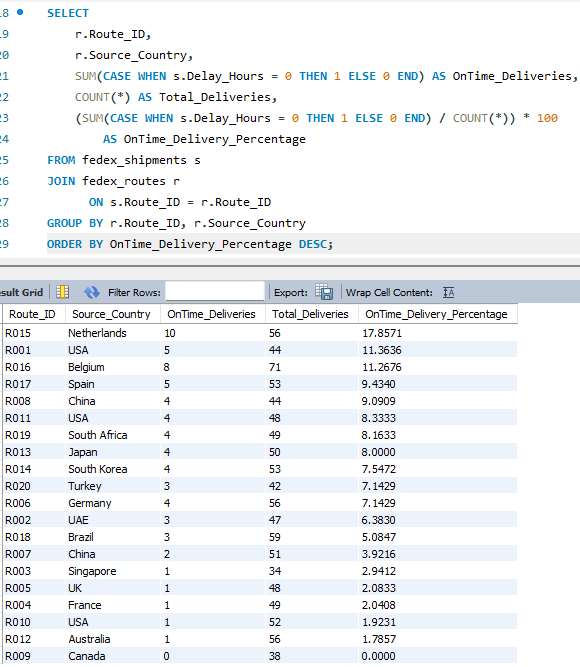 18 SELECT
19 r.Route_ID,
20 r.Source_Country,
21 SUM(CASE WHEN s.Delay_Hours = 0 THEN 1 ELSE 0 END) AS OnTime_Deliveries,
22 COUNT(*) AS Total_Deliveries,
23 (SUM(CASE WHEN s.Delay_Hours = 0 THEN 1 ELSE 0 END) / COUNT(*)) * 100
24 AS OnTime_Delivery_Percentage
25 FROM fedex_shipments s
26 JOIN fedex_routes r
27 ON s.Route_ID = r.Route_ID
28 GROUP BY r.Route_ID, r.Source_Country
29 ORDER BY OnTime_Delivery_Percentage DESC;
esult Grid Filter Rows: Export: Wrap Cell Content: IA
Route_ID Source_Country OnTime_Deliveries Total_Deliveries OnTime_Delivery_Percentage
R015 Netherlands 10 56 17.8571
R001 USA 5 44 11.3636
R016 Belgium 8 71 11.2676
R017 Spain 5 53 9.4340
R008 China 4 44 9.0909
R011 USA 4 48 8.3333
R019 South Africa 4 49 8.1633
R013 Japan 4 50 8.0000
R014 South Korea 4 53 7.5472
R020 Turkey 3 42 7.1429
R006 Germany 4 56 7.1429
R002 UAE 3 47 6.3830
R018 Brazil 3 59 5.0847
R007 China 2 51 3.9216
R003 Singapore 1 34 2.9412
R005 UK 1 48 2.0833
R004 France 1 49 2.0408
R010 USA 1 52 1.9231
R012 Australia 1 56 1.7857
R009 Canada 0 38 0.0000